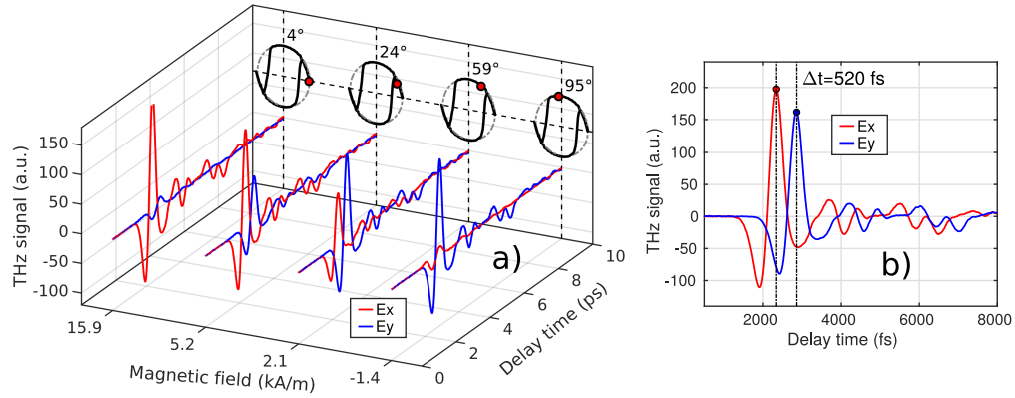 4°
24°
59°
95°
150
100
50
0
-50
-100
THz signal (a.u.)
15.9
5.2
2.1
-1.4
Magnetic field (kA/m)
0
2
4
6
8
10
Delay time (ps)
Ex
Ey
a)
200
150
100
50
0
-50
-100
THz signal (a.u.)
Δt=520 fs
Ex
Ey
b)
2000
4000
6000
8000
Delay time (fs)